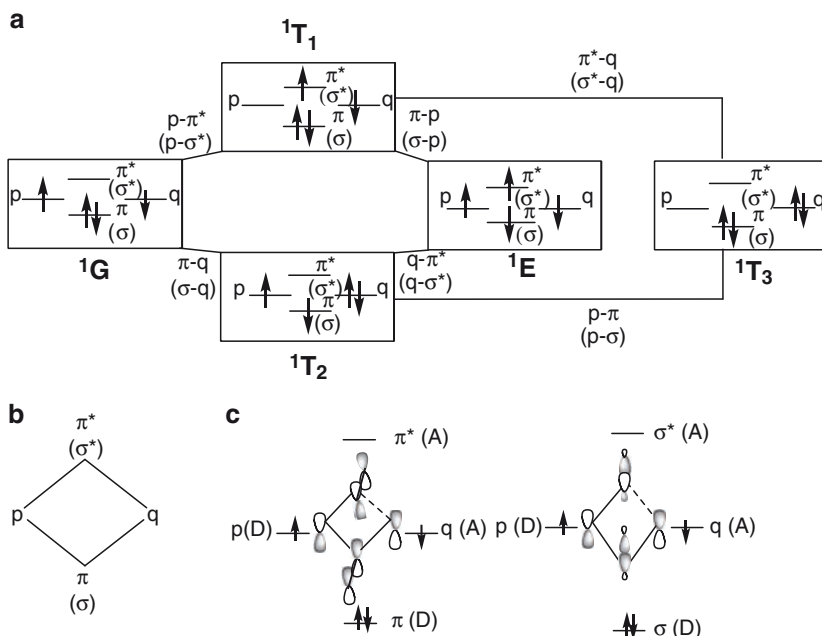 a
¹T₁
π*-q
(σ*-q)
p π* q
(σ*)
π
(σ)
p-π*
(p-σ*)
π-p
(σ-p)
p π* q
(σ*)
π
(σ)
¹G
p π* q
(σ*)
π
(σ)
¹E
p π* q
(σ*)
π
(σ)
¹T₃
π-q
(σ-q)
q-π*
(q-σ*)
p π* q
(σ*)
π
(σ)
¹T₂
p-π
(p-σ)
b
π*
(σ*)
p q
π
(σ)
c
π* (A)
p(D) q (A)
π (D)
σ* (A)
p (D) q (A)
σ (D)